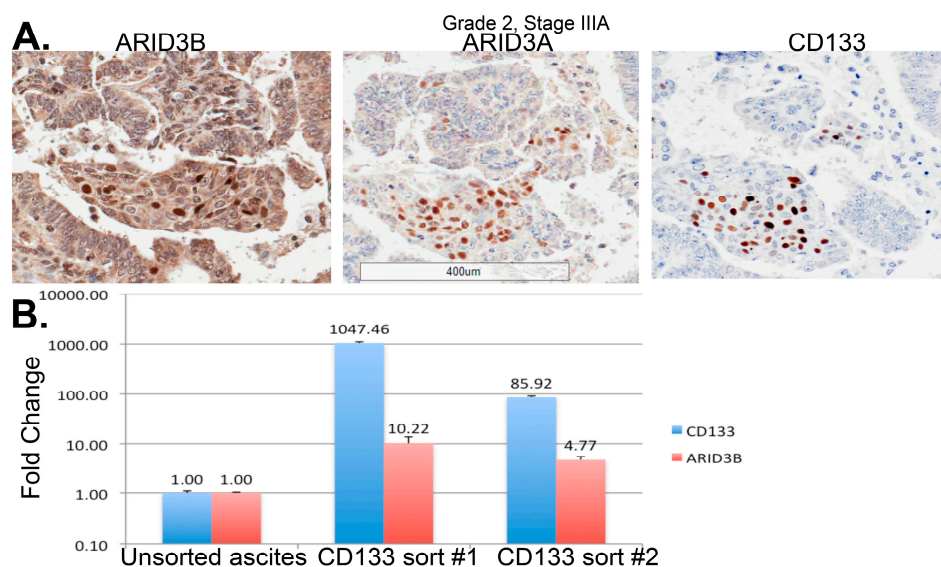 Grade 2, Stage IIIA
A.
ARID3B
ARID3A
CD133
400um
B.
Fold Change
10000.00
1000.00
100.00
10.00
1.00
0.10
1.00
1.00
1047.46
10.22
85.92
4.77
Unsorted ascites
CD133 sort #1
CD133 sort #2
CD133
ARID3B